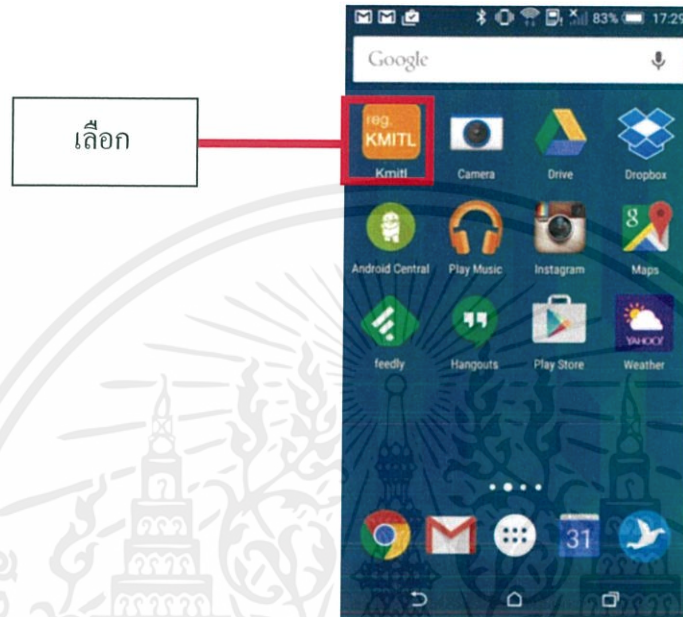 83% 17:29
Google
เลือก
reg.
KMITL
Kmitl Camera Drive Dropbox
8
Android Central Play Music Instagram Maps
YAHOO!
feedly Hangouts Play Store Weather
31